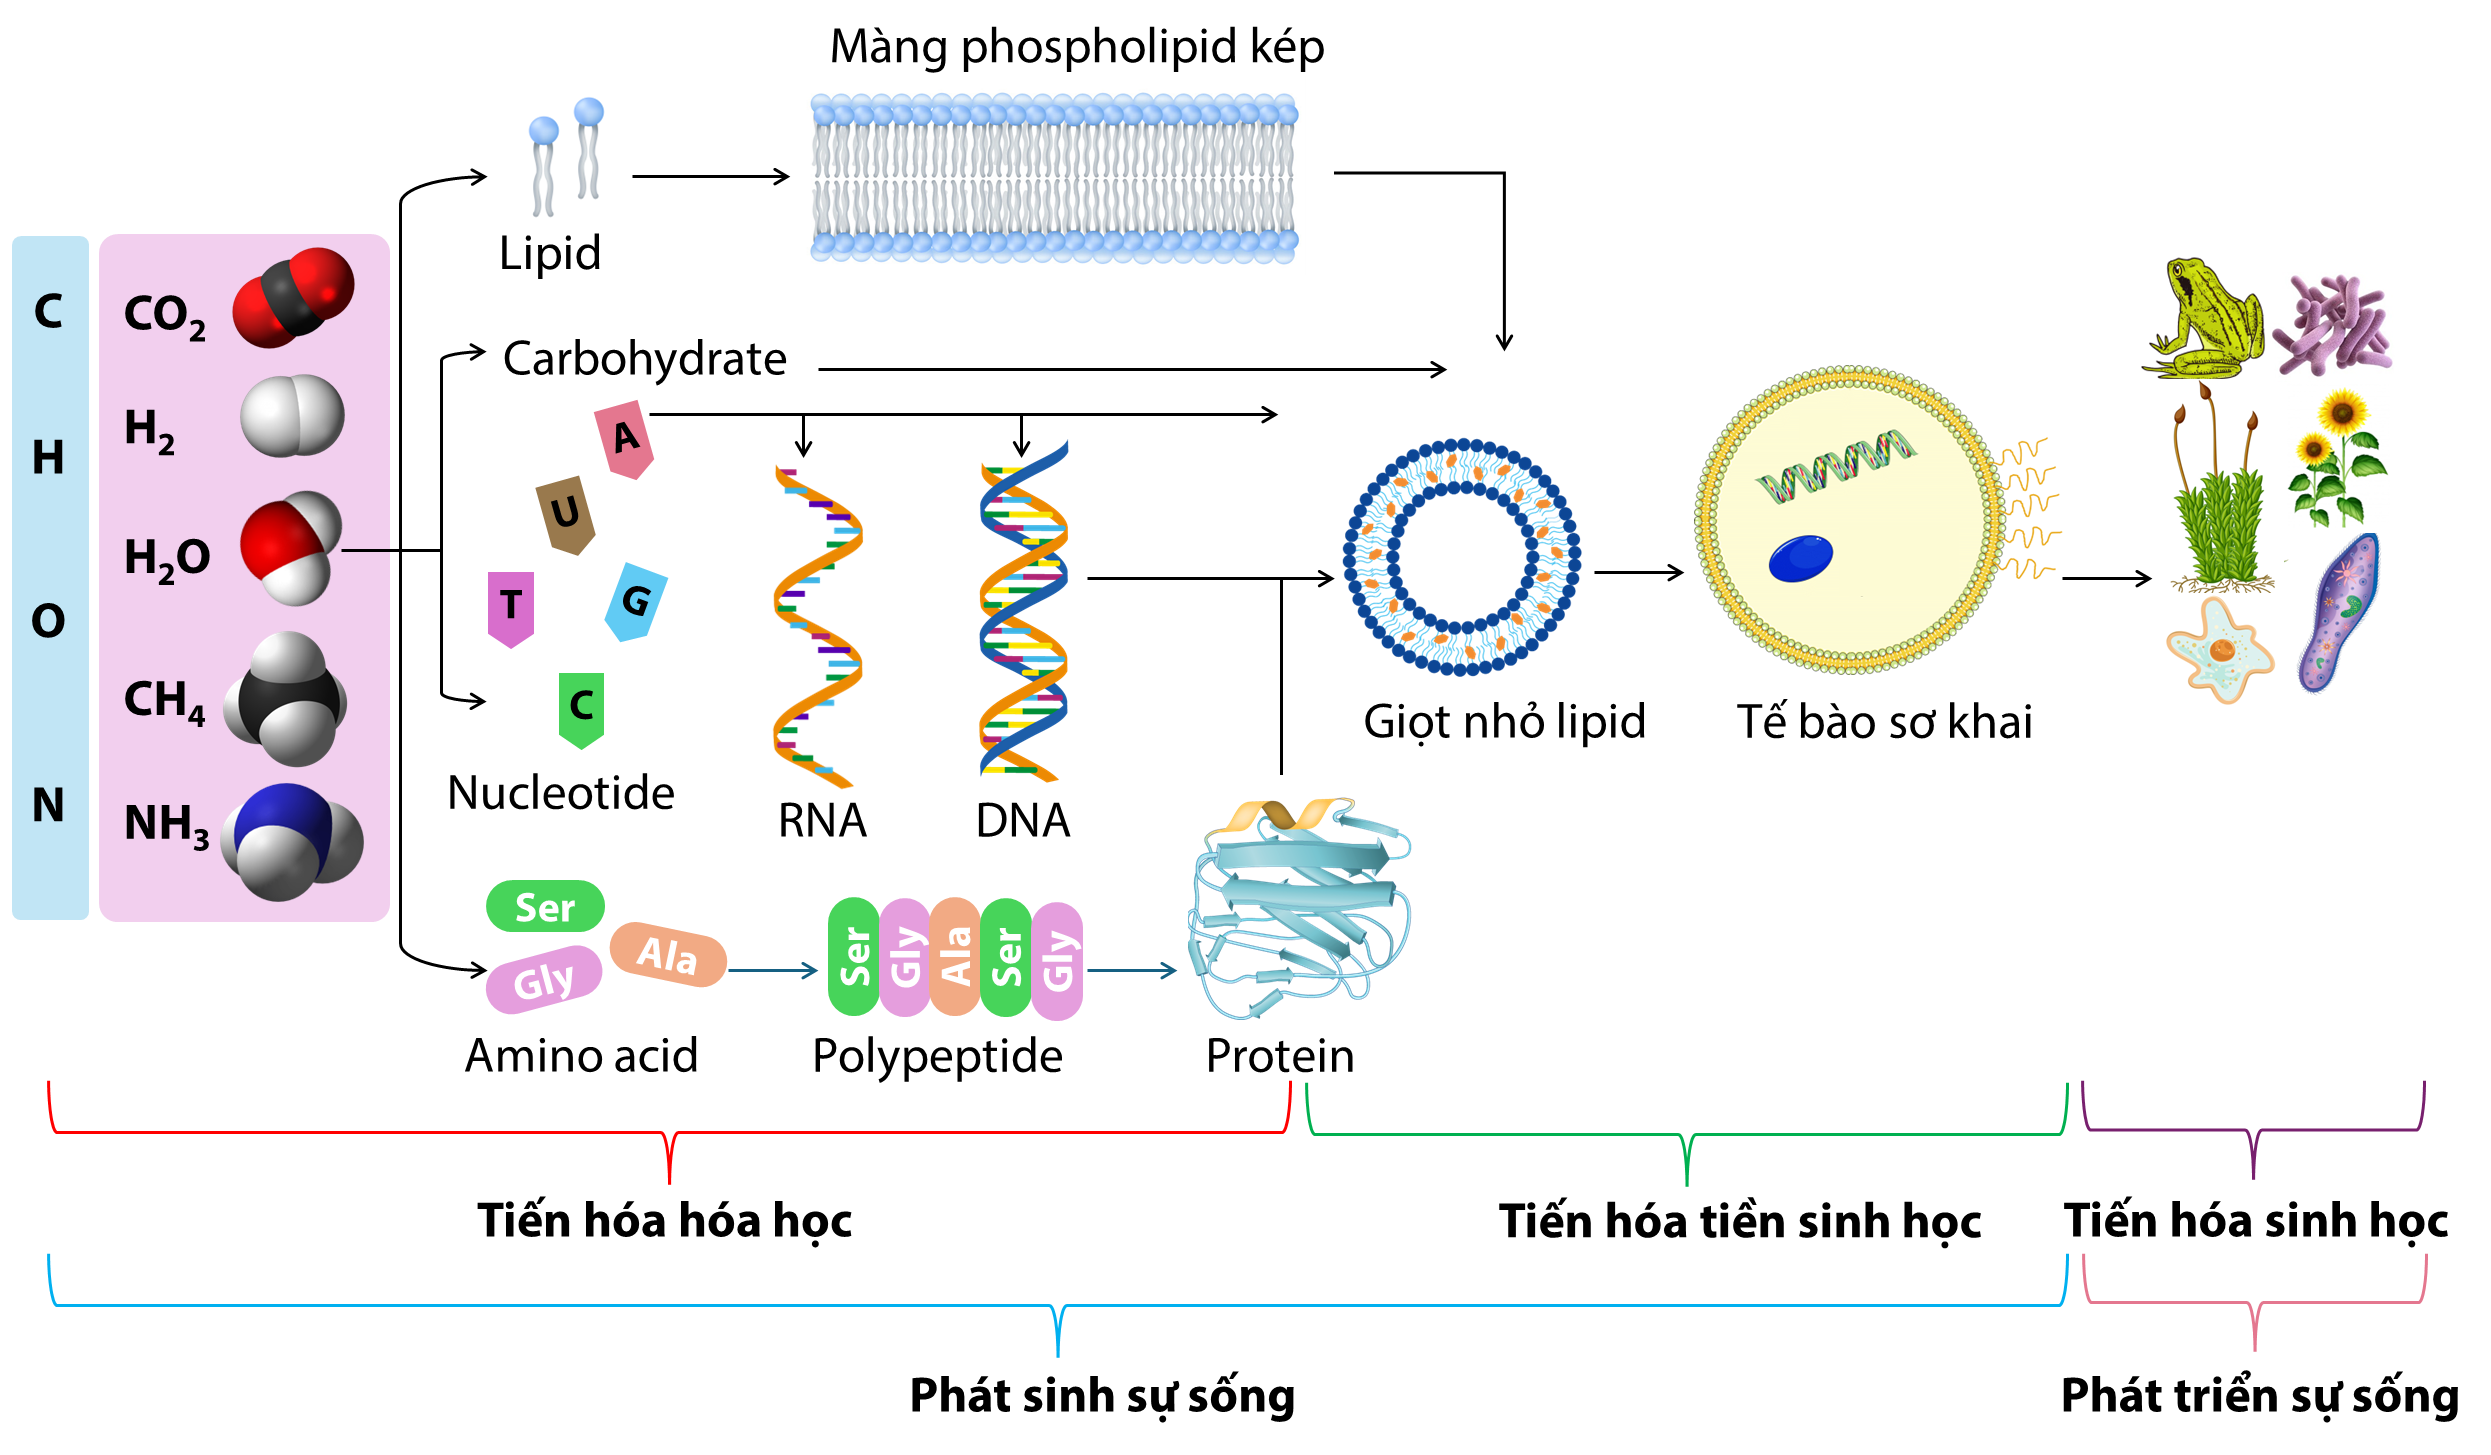 Màng phospholipid kép
Lipid
C
H
O
N
CO₂
H₂
H₂O
CH₄
NH₃
Carbohydrate
A
U
T
G
C
Nucleotide
RNA
DNA
Giọt nhỏ lipid
Tế bào sơ khai
Ser
Gly
Ala
Amino acid
Ser
Gly
Ala
Ser
Gly
Polypeptide
Protein
Tiến hóa hóa học
Tiến hóa tiền sinh học
Tiến hóa sinh học
Phát sinh sự sống
Phát triển sự sống